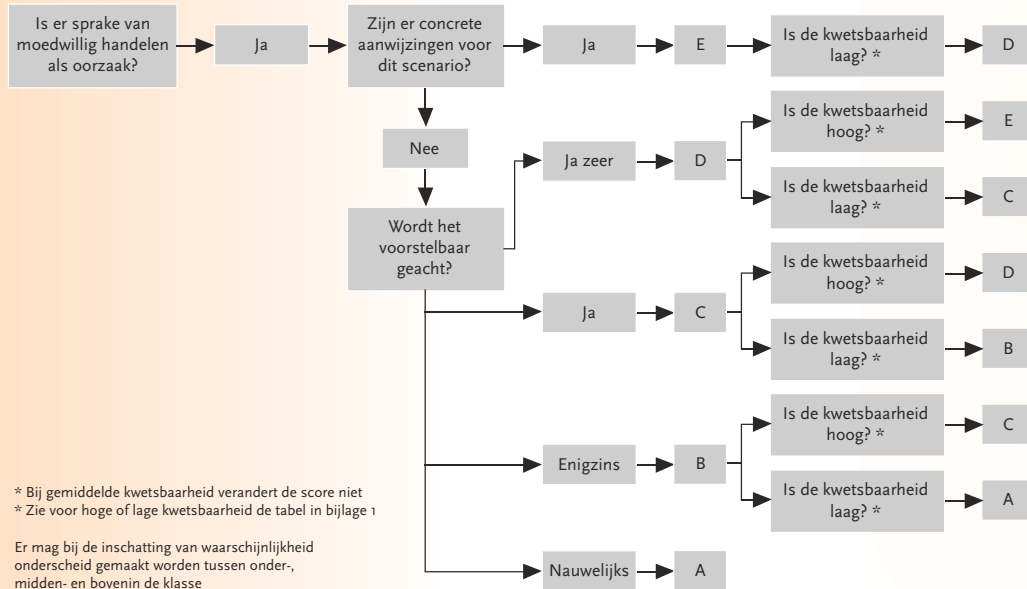 Is er sprake van
moedwillig handelen
als oorzaak?
Ja
Zijn er concrete
aanwijzingen voor
dit scenario?
Ja
E
Is de kwetsbaarheid
laag? *
D
Nee
Wordt het
voorstelbaar
geacht?
Ja zeer
D
Is de kwetsbaarheid
hoog? *
E
Is de kwetsbaarheid
laag? *
C
Ja
C
Is de kwetsbaarheid
hoog? *
D
Is de kwetsbaarheid
laag? *
B
Enigzins
B
Is de kwetsbaarheid
hoog? *
C
Is de kwetsbaarheid
laag? *
A
Nauwelijks
A
* Bij gemiddelde kwetsbaarheid verandert de score niet
* Zie voor hoge of lage kwetsbaarheid de tabel in bijlage 1
Er mag bij de inschatting van waarschijnlijkheid
onderscheid gemaakt worden tussen onder-,
midden- en bovenin de klasse